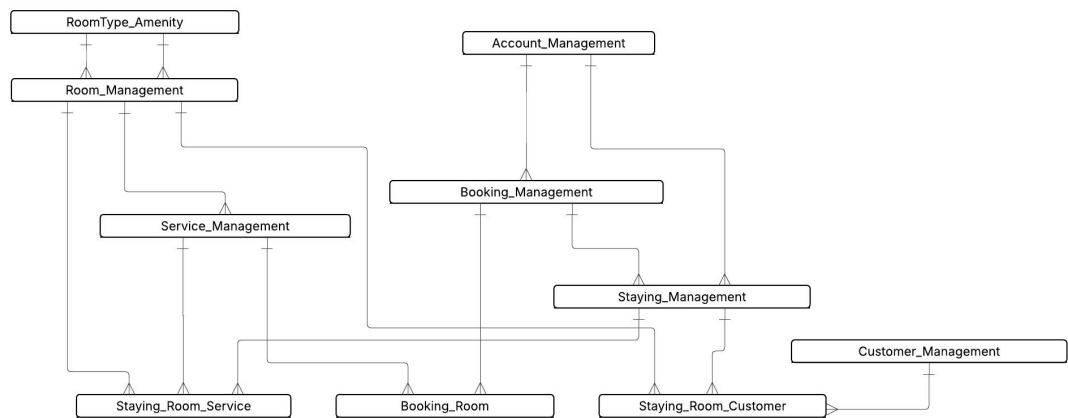 RoomType_Amenity
Account_Management
Room_Management
Booking_Management
Service_Management
Staying_Management
Customer_Management
Staying_Room_Service
Booking_Room
Staying_Room_Customer